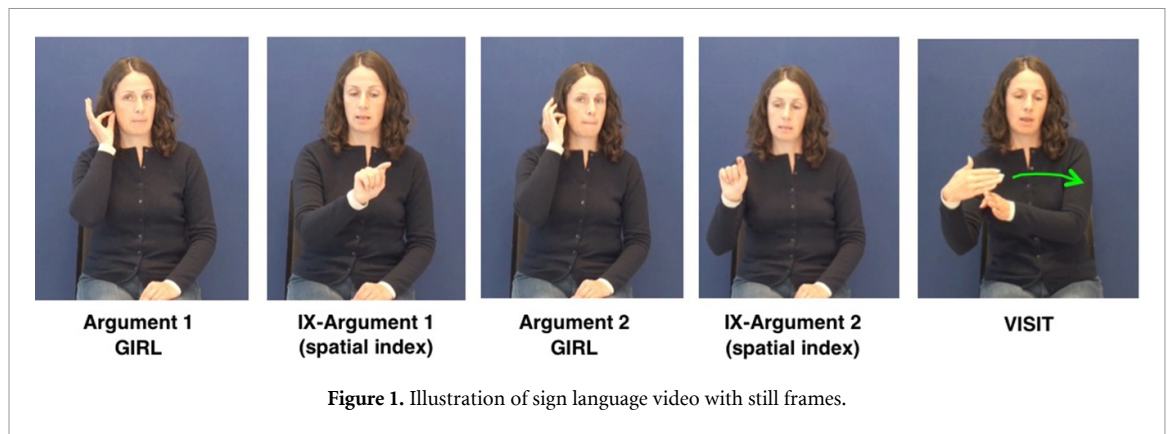 Argument 1
GIRL
IX-Argument 1
(spatial index)
Argument 2
GIRL
IX-Argument 2
(spatial index)
VISIT
Figure 1. Illustration of sign language video with still frames.